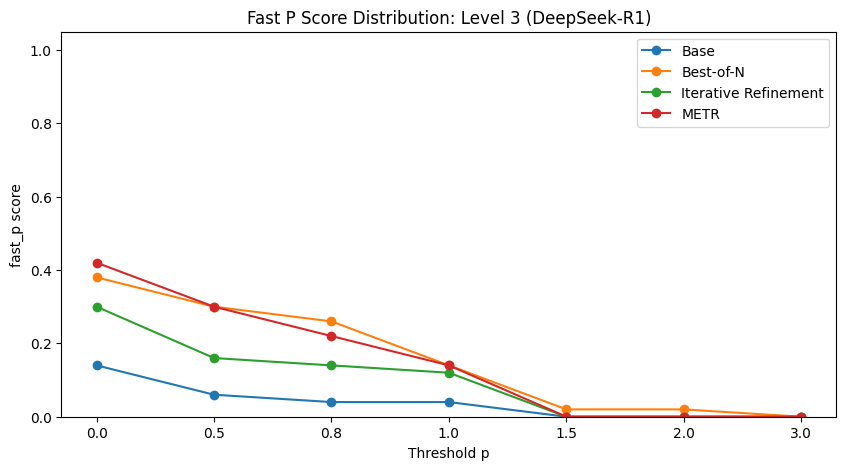 Fast P Score Distribution: Level 3 (DeepSeek-R1)
Base
Best-of-N
Iterative Refinement
METR
fast_p score
1.0
0.8
0.6
0.4
0.2
0.0
0.0 0.5 0.8 1.0 1.5 2.0 3.0
Threshold p